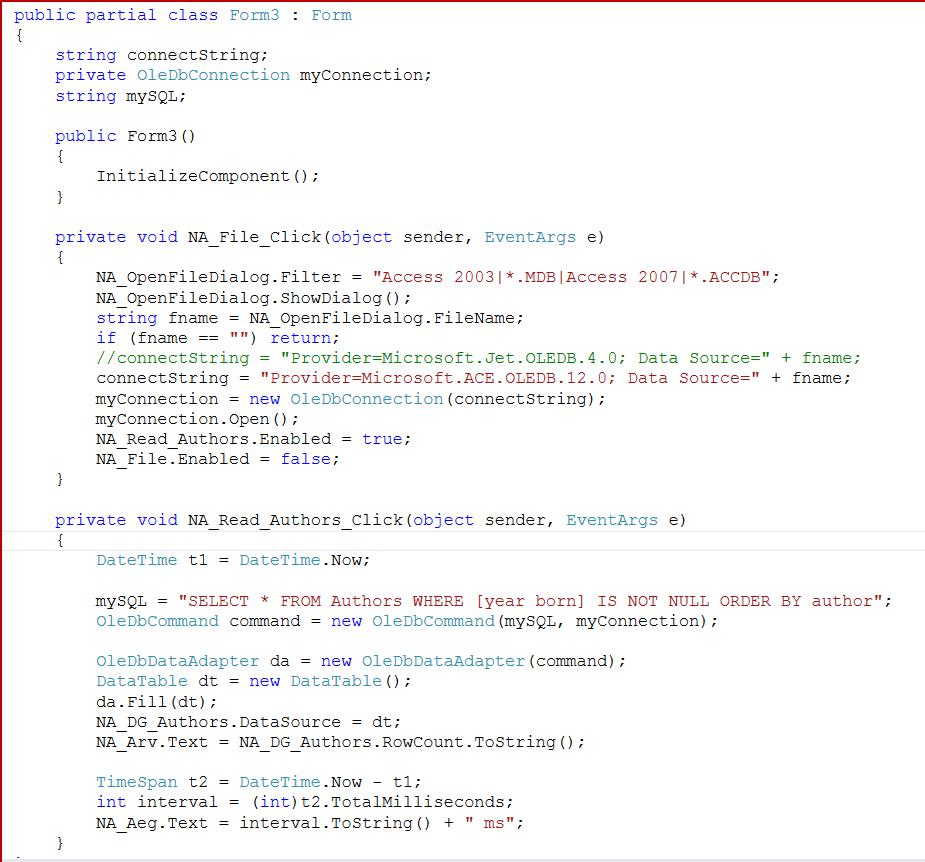 public partial class Form3 : Form
{
    string connectString;
    private OleDbConnection myConnection;
    string mySQL;

    public Form3()
    {
        InitializeComponent();
    }

    private void NA_File_Click(object sender, EventArgs e)
    {
        NA_OpenFileDialog.Filter = "Access 2003|*.MDB|Access 2007|*.ACCDB";
        NA_OpenFileDialog.ShowDialog();
        string fname = NA_OpenFileDialog.FileName;
        if (fname == "") return;
        //connectString = "Provider=Microsoft.Jet.OLEDB.4.0; Data Source=" + fname;
        connectString = "Provider=Microsoft.ACE.OLEDB.12.0; Data Source=" + fname;
        myConnection = new OleDbConnection(connectString);
        myConnection.Open();
        NA_Read_Authors.Enabled = true;
        NA_File.Enabled = false;
    }

    private void NA_Read_Authors_Click(object sender, EventArgs e)
    {
        DateTime t1 = DateTime.Now;

        mySQL = "SELECT * FROM Authors WHERE [year born] IS NOT NULL ORDER BY author";
        OleDbCommand command = new OleDbCommand(mySQL, myConnection);

        OleDbDataAdapter da = new OleDbDataAdapter(command);
        DataTable dt = new DataTable();
        da.Fill(dt);
        NA_DG_Authors.DataSource = dt;
        NA_Arv.Text = NA_DG_Authors.RowCount.ToString();

        TimeSpan t2 = DateTime.Now - t1;
        int interval = (int)t2.TotalMilliseconds;
        NA_Aeg.Text = interval.ToString() + " ms";
    }